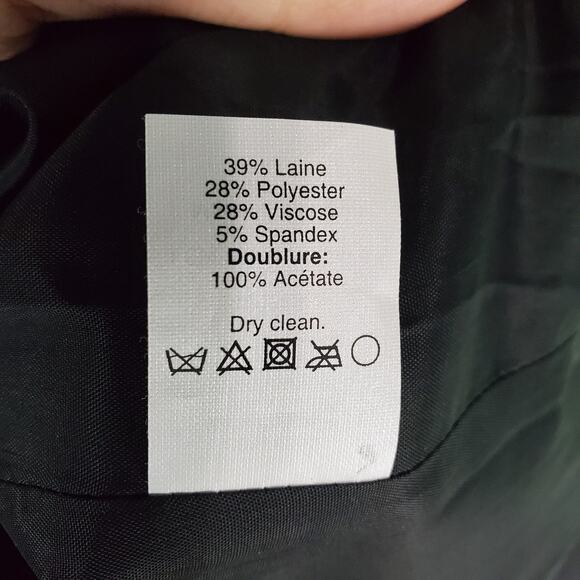 39% Laine
28% Polyester
28% Viscose
5% Spandex
Doublure:
100% Acétate
Dry clean.